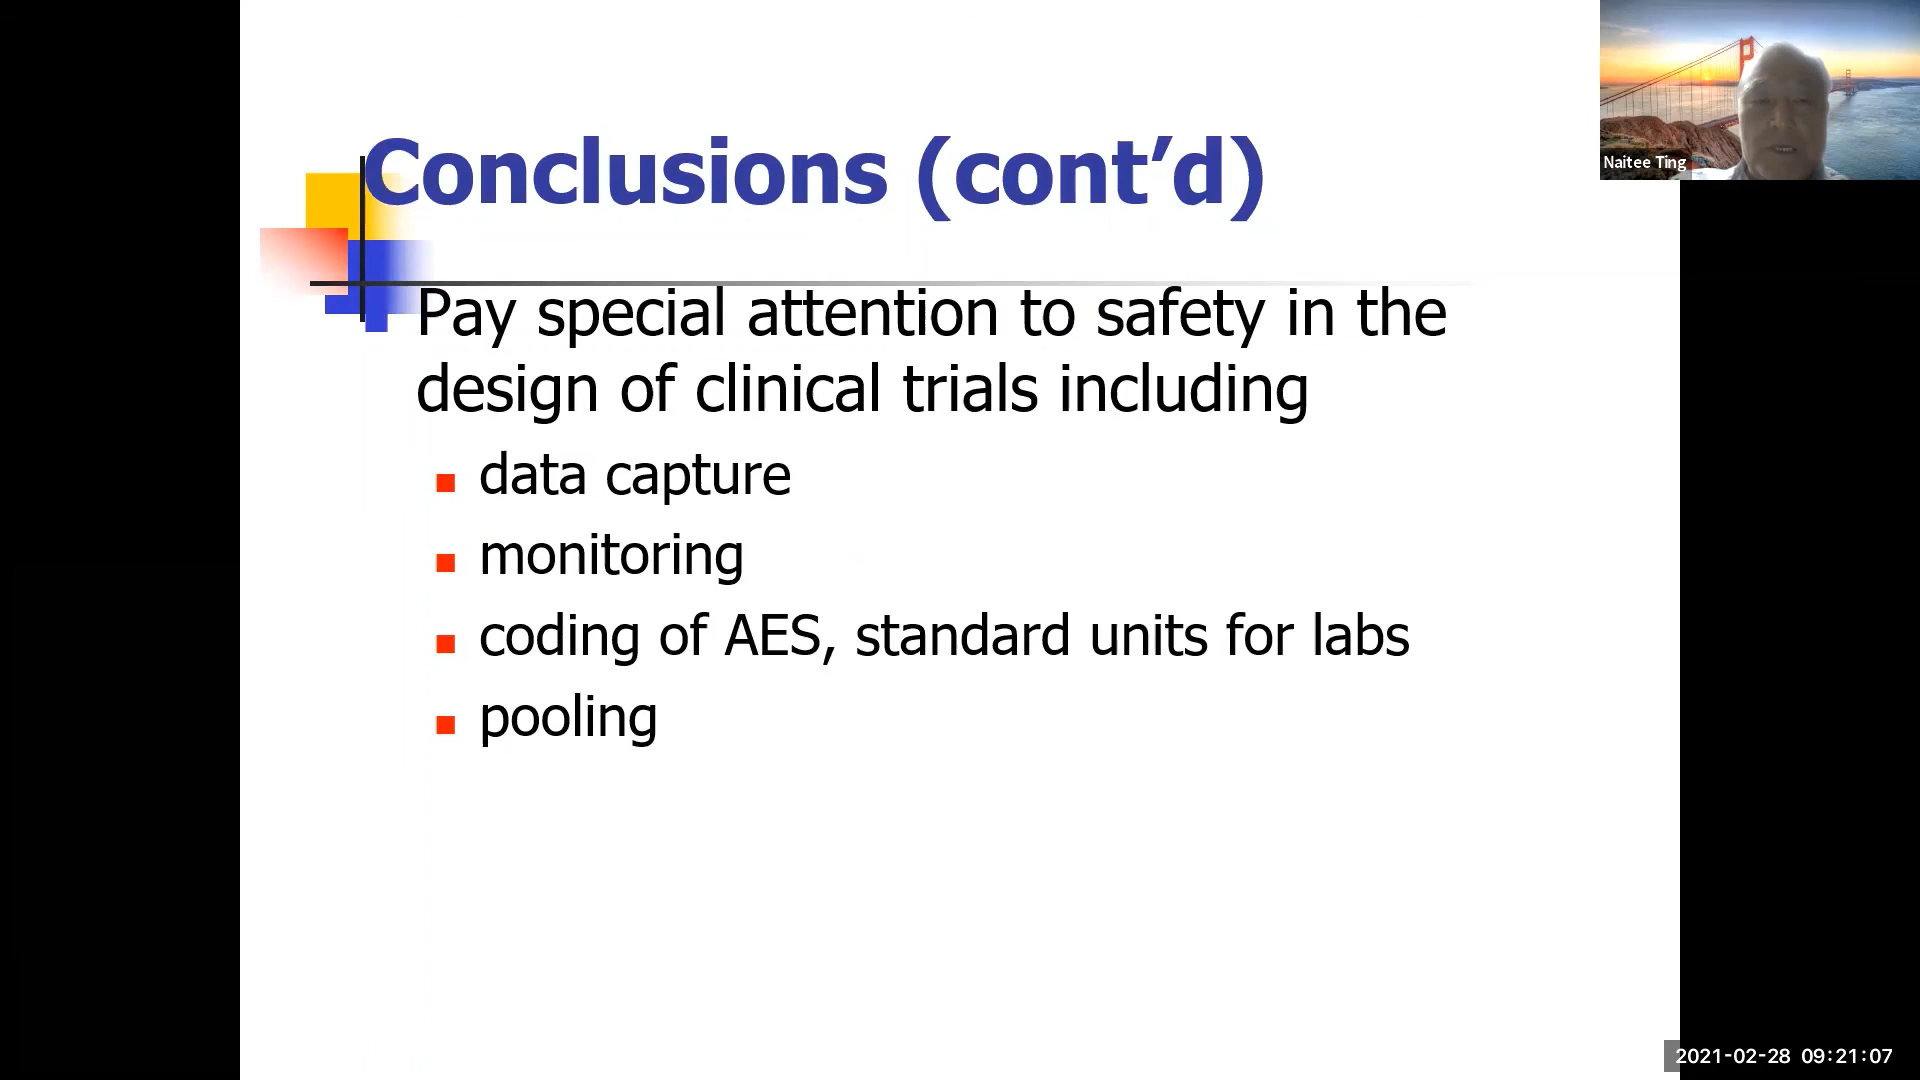 Conclusions (cont’d)
Pay special attention to safety in the
design of clinical trials including
data capture
monitoring
coding of AES, standard units for labs
pooling
Naitee Ting
2021-02-28 09:21:07